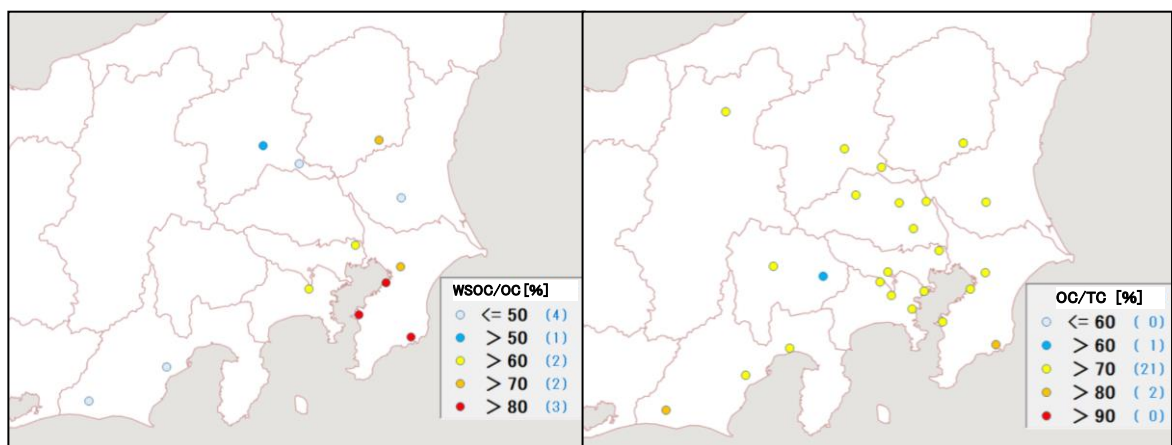 WSOC/OC [%]
<= 50 (4)
> 50 (1)
> 60 (2)
> 70 (2)
> 80 (3)
OC/TC [%]
<= 60 ( 0)
> 60 ( 1)
> 70 (21)
> 80 ( 2)
> 90 ( 0)